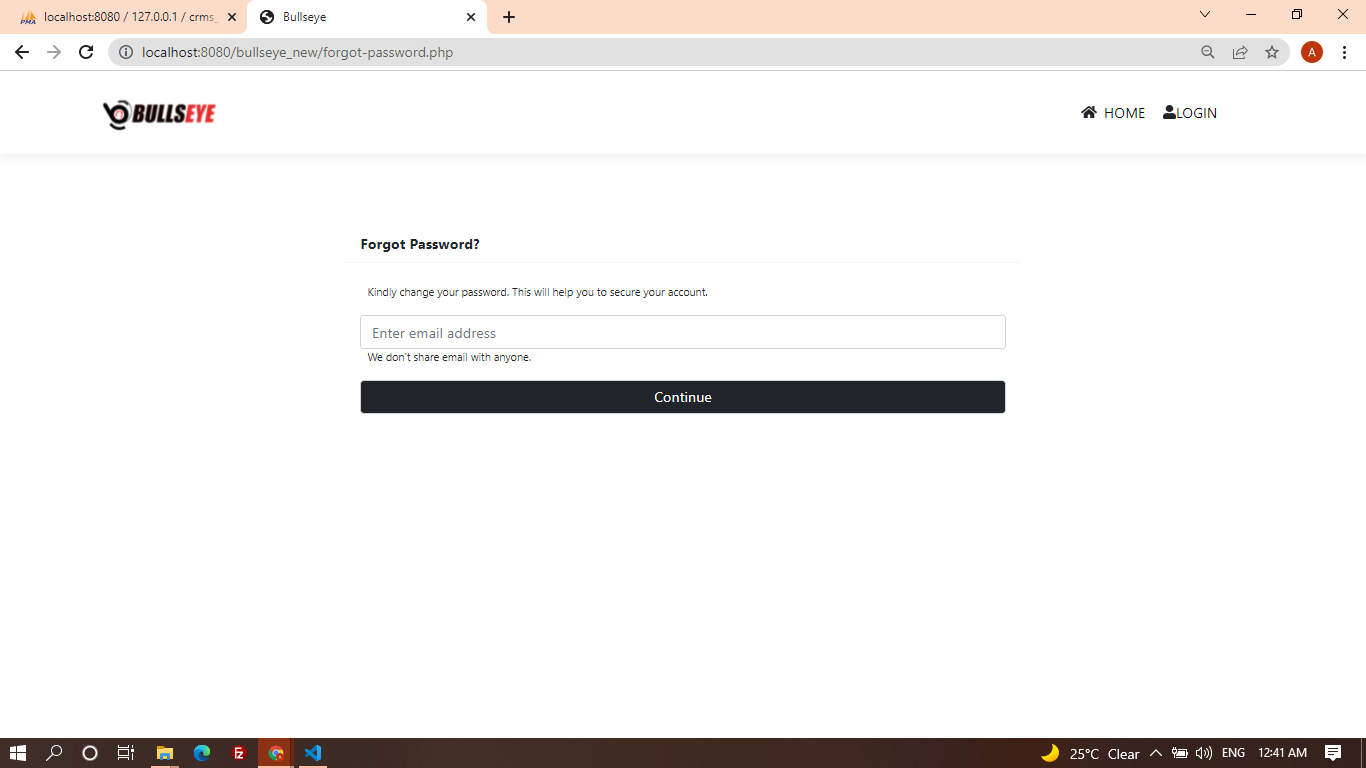 localhost:8080 / 127.0.0.1 / crms_
Bullseye
localhost:8080/bullseye_new/forgot-password.php
A
BULLSEYE
HOME
LOGIN
Forgot Password?
Kindly change your password. This will help you to secure your account.
Enter email address
We don't share email with anyone.
Continue
25°C Clear
ENG
12:41 AM